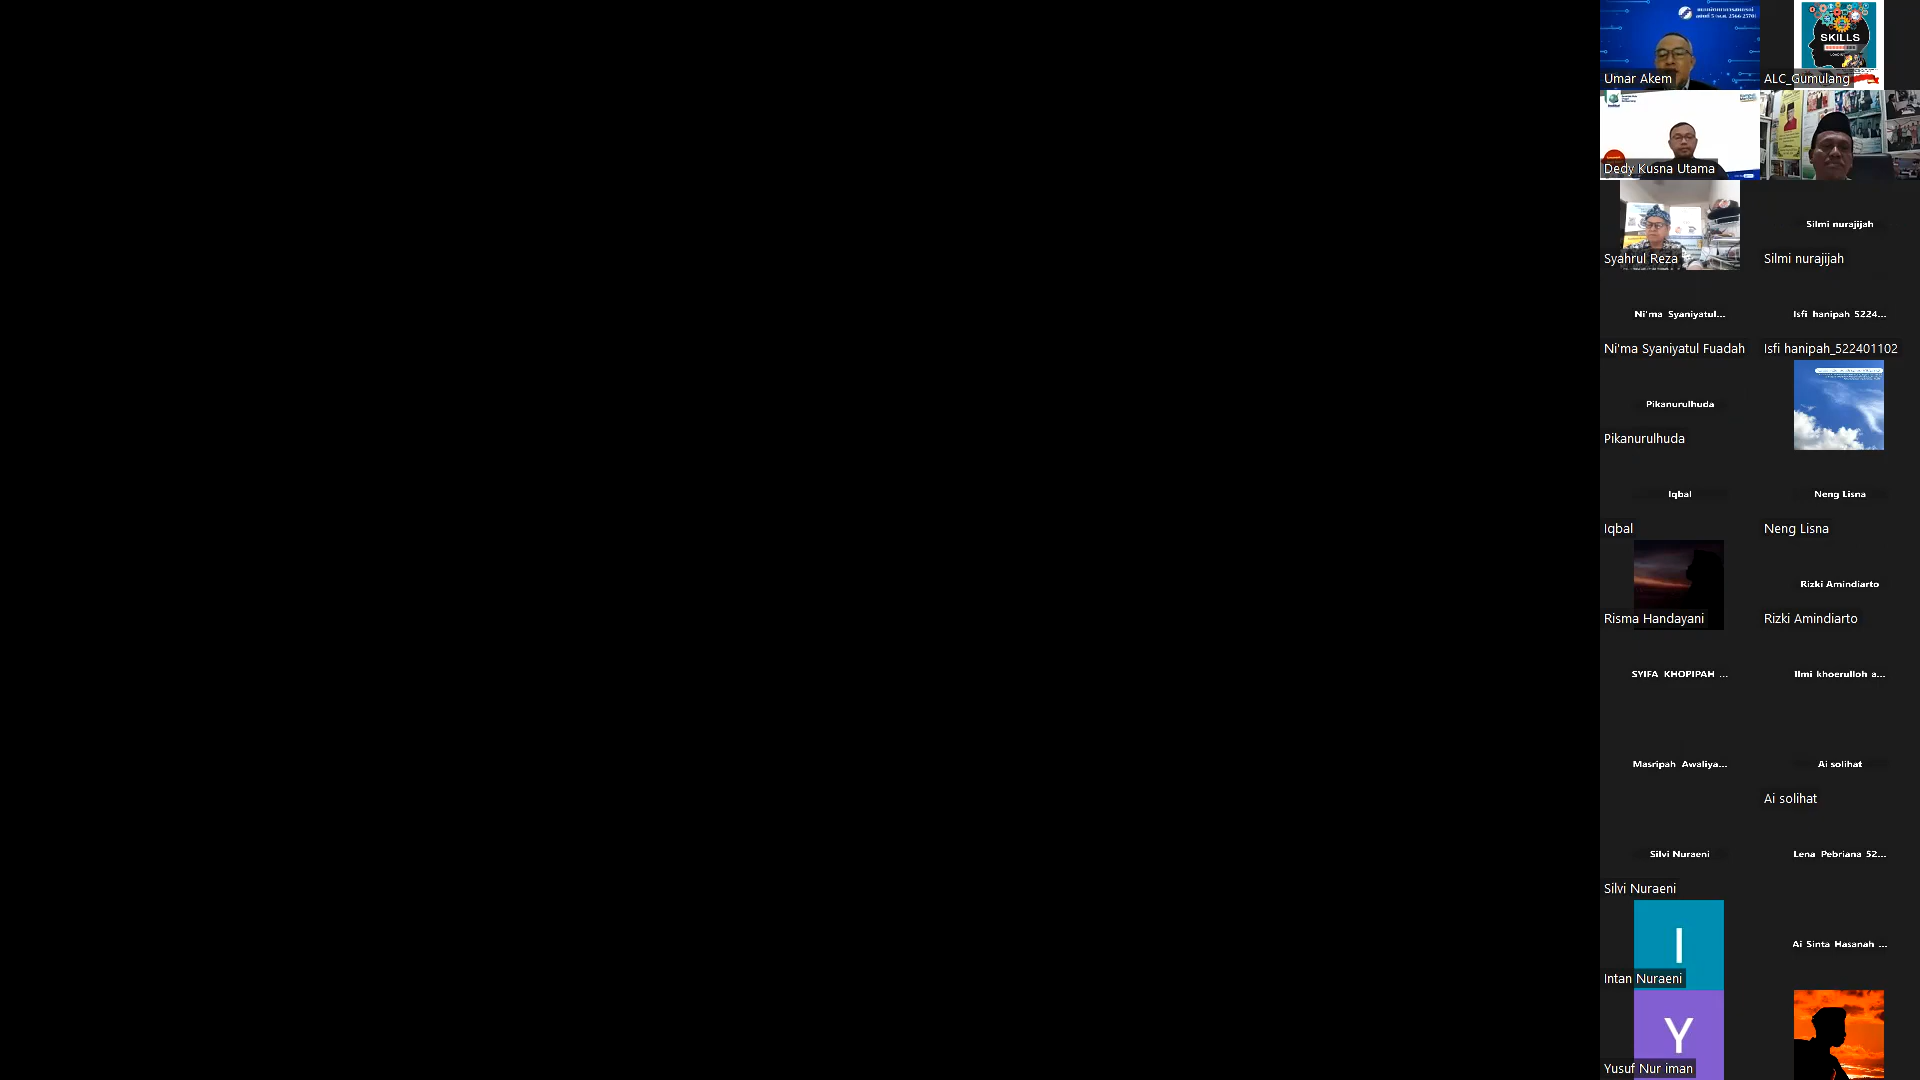 Umar Akem
SKILLS
ALC_Gumulang
Dedy Kusna Utama
Syahrul Reza
Silmi nurajijah
Silmi nurajijah
Ni'ma Syaniyatul...
Isfi hanipah 5224...
Ni'ma Syaniyatul Fuadah
Isfi hanipah_522401102
Pikanurulhuda
Pikanurulhuda
Iqbal
Neng Lisna
Iqbal
Neng Lisna
Rizki Amindiarto
Risma Handayani
Rizki Amindiarto
SYIFA KHOPIPAH ...
Ilmi khoerulloh a...
Masripah Awaliya...
Ai solihat
Ai solihat
Silvi Nuraeni
Lena Pebriana 52...
Silvi Nuraeni
I
Ai Sinta Hasanah ...
Intan Nuraeni
Y
Yusuf Nur iman